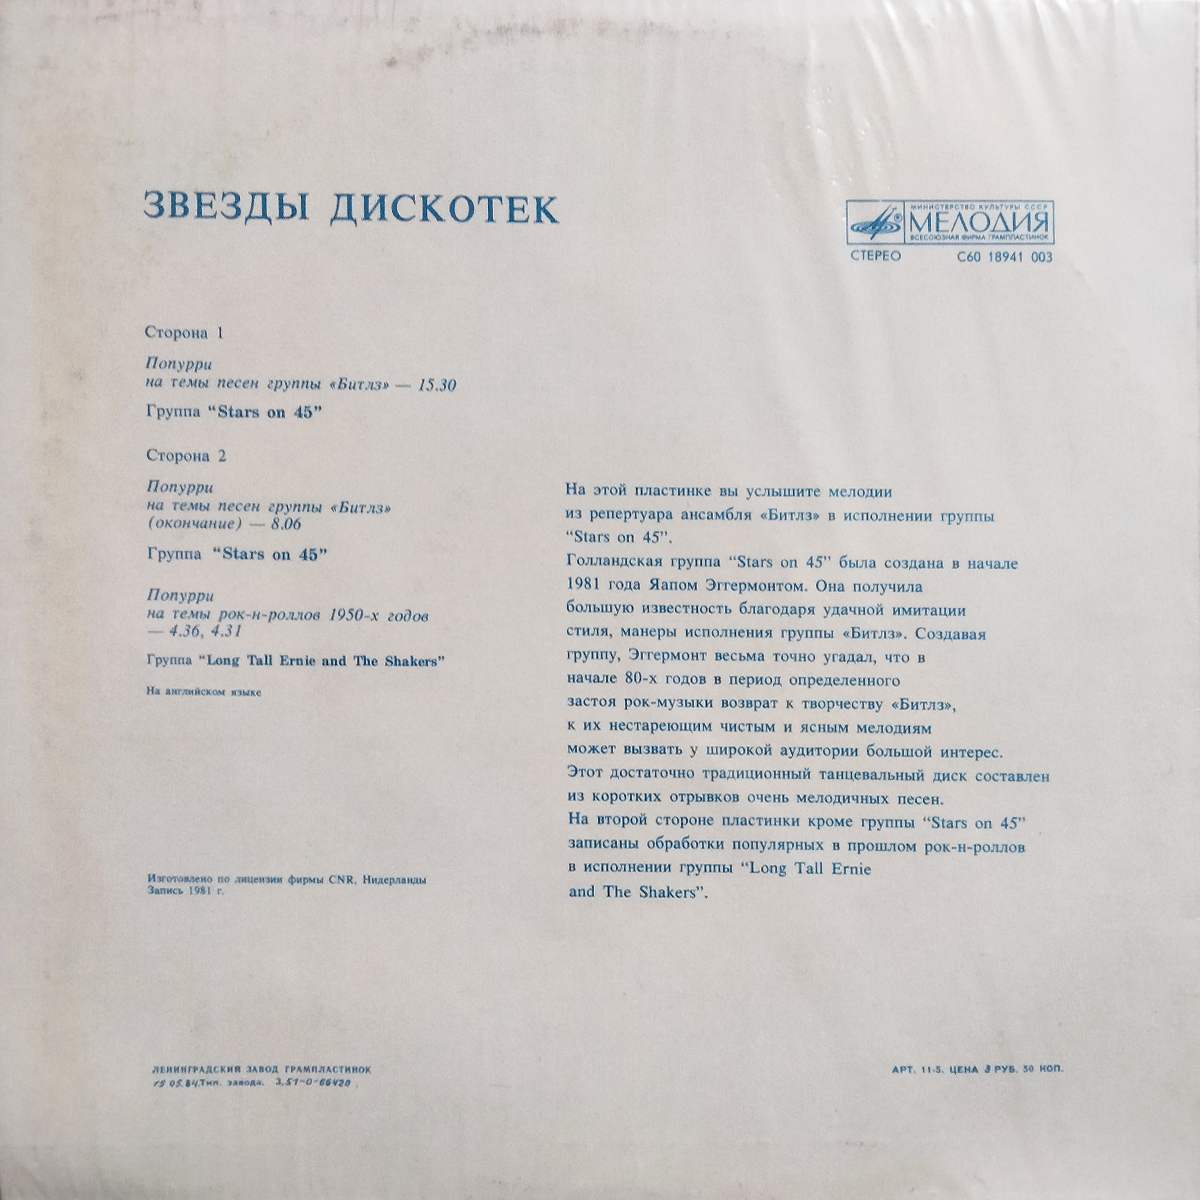 ЗВЕЗДЫ ДИСКОТЕК
МИНИСТЕРСТВО КУЛЬТУРЫ СССР
МЕЛОДИЯ
ВСЕСОЮЗНАЯ ФИРМА ГРАМПЛАСТИНОК
СТЕРЕО С60 18941 003
Сторона 1
Попурри
на темы песен группы «Битлз» — 15.30
Группа “Stars on 45”
Сторона 2
Попурри
на темы песен группы «Битлз»
(окончание) — 8.06
Группа “Stars on 45”
Попурри
на темы рок-н-роллов 1950-х годов
— 4.36, 4.31
Группа “Long Tall Ernie and The Shakers”
На английском языке
Изготовлено по лицензии фирмы CNR, Нидерланды
Запись 1981 г.
На этой пластинке вы услышите мелодии
из репертуара ансамбля «Битлз» в исполнении группы
“Stars on 45”.
Голландская группа “Stars on 45” была создана в начале
1981 года Яапом Эггермонтом. Она получила
большую известность благодаря удачной имитации
стиля, манеры исполнения группы «Битлз». Создавая
группу, Эггермонт весьма точно угадал, что в
начале 80-х годов в период определенного
застоя рок-музыки возврат к творчеству «Битлз»,
к их нестареющим чистым и ясным мелодиям
может вызвать у широкой аудитории большой интерес.
Этот достаточно традиционный танцевальный диск составлен
из коротких отрывков очень мелодичных песен.
На второй стороне пластинки кроме группы “Stars on 45”
записаны обработки популярных в прошлом рок-н-роллов
в исполнении группы “Long Tall Ernie
and The Shakers”.
ЛЕНИНГРАДСКИЙ ЗАВОД ГРАМПЛАСТИНОК
05.84. Тип. завода. З,51-0-66420
АРТ. 11-5. ЦЕНА 3 РУБ. 50 КОП.